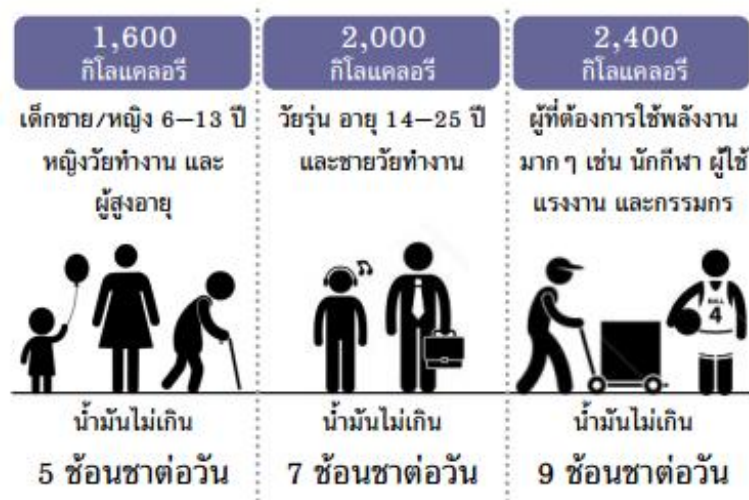 1,600
กิโลแคลอรี
เด็กชาย/หญิง 6–13 ปี
หญิงวัยทำงาน และ
ผู้สูงอายุ
น้ำมันไม่เกิน
5 ช้อนชาต่อวัน
2,000
กิโลแคลอรี
วัยรุ่น อายุ 14–25 ปี
และชายวัยทำงาน
น้ำมันไม่เกิน
7 ช้อนชาต่อวัน
2,400
กิโลแคลอรี
ผู้ที่ต้องการใช้พลังงาน
มาก ๆ เช่น นักกีฬา ผู้ใช้
แรงงาน และกรรมกร
BALL
4
น้ำมันไม่เกิน
9 ช้อนชาต่อวัน